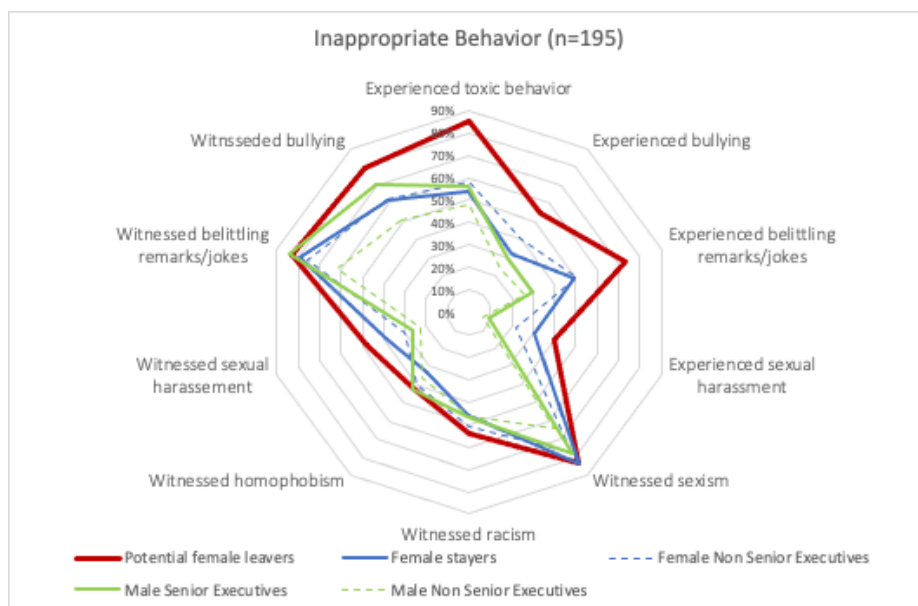 Inappropriate Behavior (n=195)
Experienced toxic behavior
90%
80%
70%
60%
50%
40%
30%
20%
10%
0%
Experienced bullying
Experienced belittling
remarks/jokes
Experienced sexual
harassment
Witnessed sexism
Witnessed racism
Witnessed homophobism
Witnessed sexual
harassement
Witnessed belittling
remarks/jokes
Witnsseded bullying
Potential female leavers
Female stayers
Female Non Senior Executives
Male Senior Executives
Male Non Senior Executives